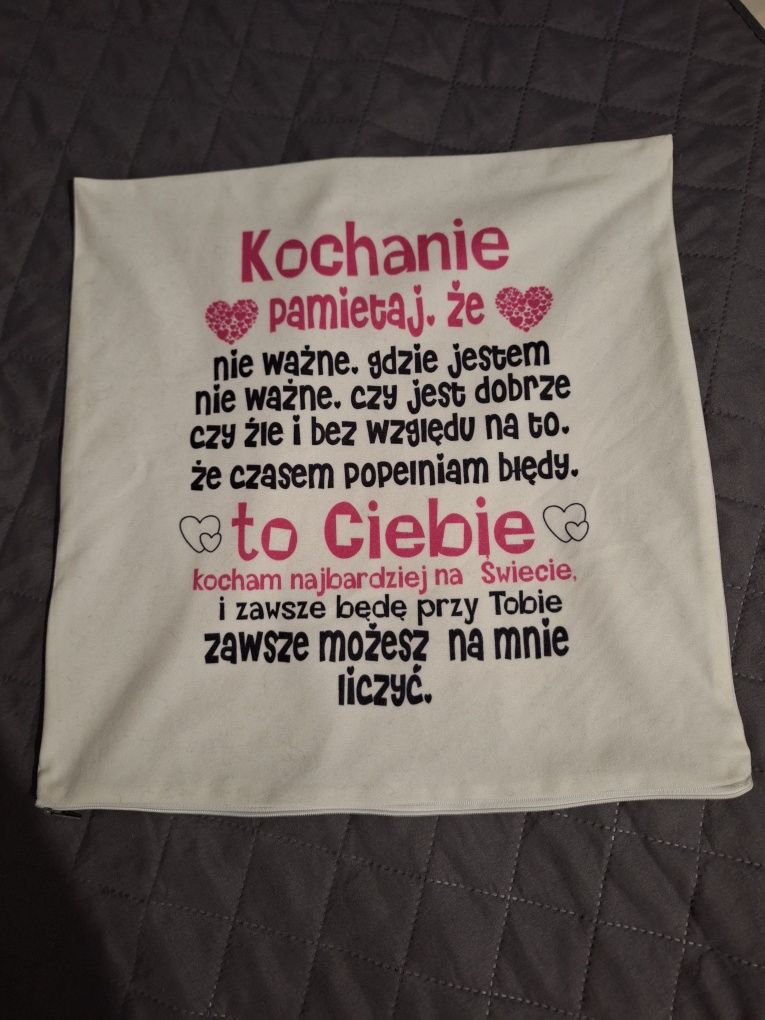 Kochanie
pamietaj, że
nie ważne, gdzie jestem
nie ważne, czy jest dobrze
czy źle i bez względu na to,
że czasem popełniam błędy,
to Ciebie
kocham najbardziej na Świecie,
i zawsze będę przy Tobie
zawsze możesz na mnie
liczyć.